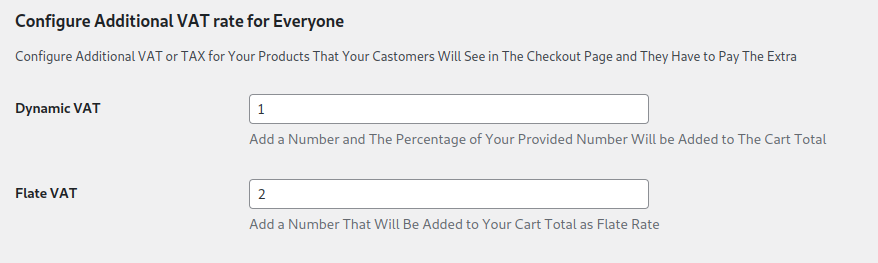 Configure Additional VAT rate for Everyone
Configure Additional VAT or TAX for Your Products That Your Castomers Will See in The Checkout Page and They Have to Pay The Extra
Dynamic VAT
1
Add a Number and The Percentage of Your Provided Number Will be Added to The Cart Total
Flate VAT
2
Add a Number That Will Be Added to Your Cart Total as Flate Rate